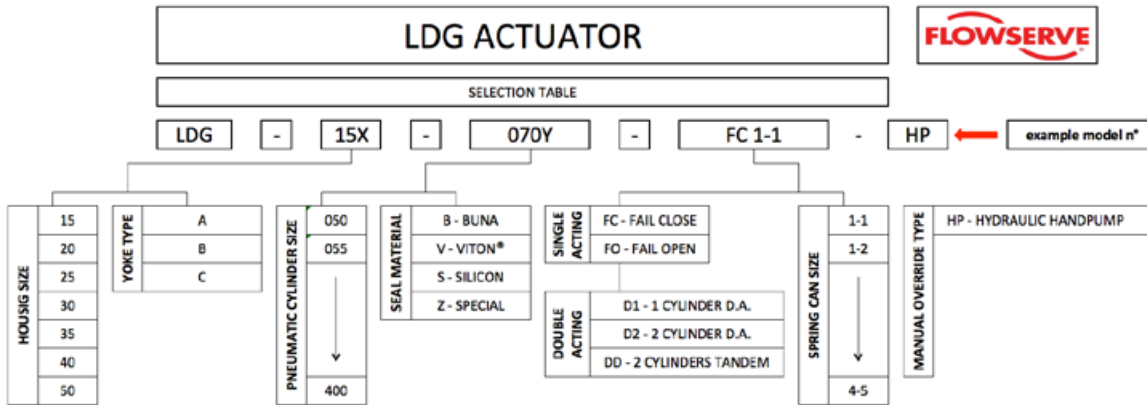 LDG ACTUATOR
FLOWSERVE
SELECTION TABLE
LDG - 15X - 070Y - FC 1-1 - HP example model n°
HOUSIG SIZE
15
20
25
30
35
40
50
YOKE TYPE
A
B
C
PNEUMATIC CYLINDER SIZE
050
055
400
SEAL MATERIAL
B - BUNA
V - VITON®
S - SILICON
Z - SPECIAL
SINGLE ACTING
FC - FAIL CLOSE
FO - FAIL OPEN
DOUBLE ACTING
D1 - 1 CYLINDER D.A.
D2 - 2 CYLINDER D.A.
DD - 2 CYLINDERS TANDEM
SPRING CAN SIZE
1-1
1-2
4-5
MANUAL OVERRIDE TYPE
HP - HYDRAULIC HANDPUMP